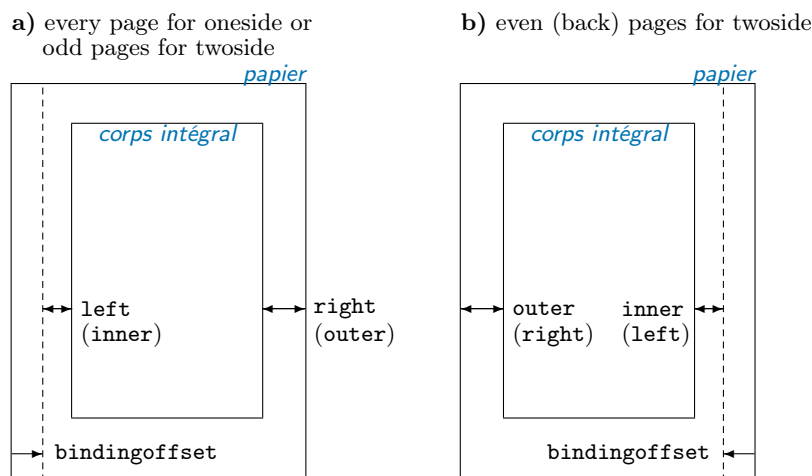 a) every page for oneside or
odd pages for twoside
papier
corps intégral
left
(inner)
right
(outer)
bindingoffset
b) even (back) pages for twoside
papier
corps intégral
outer
(right)
inner
(left)
bindingoffset